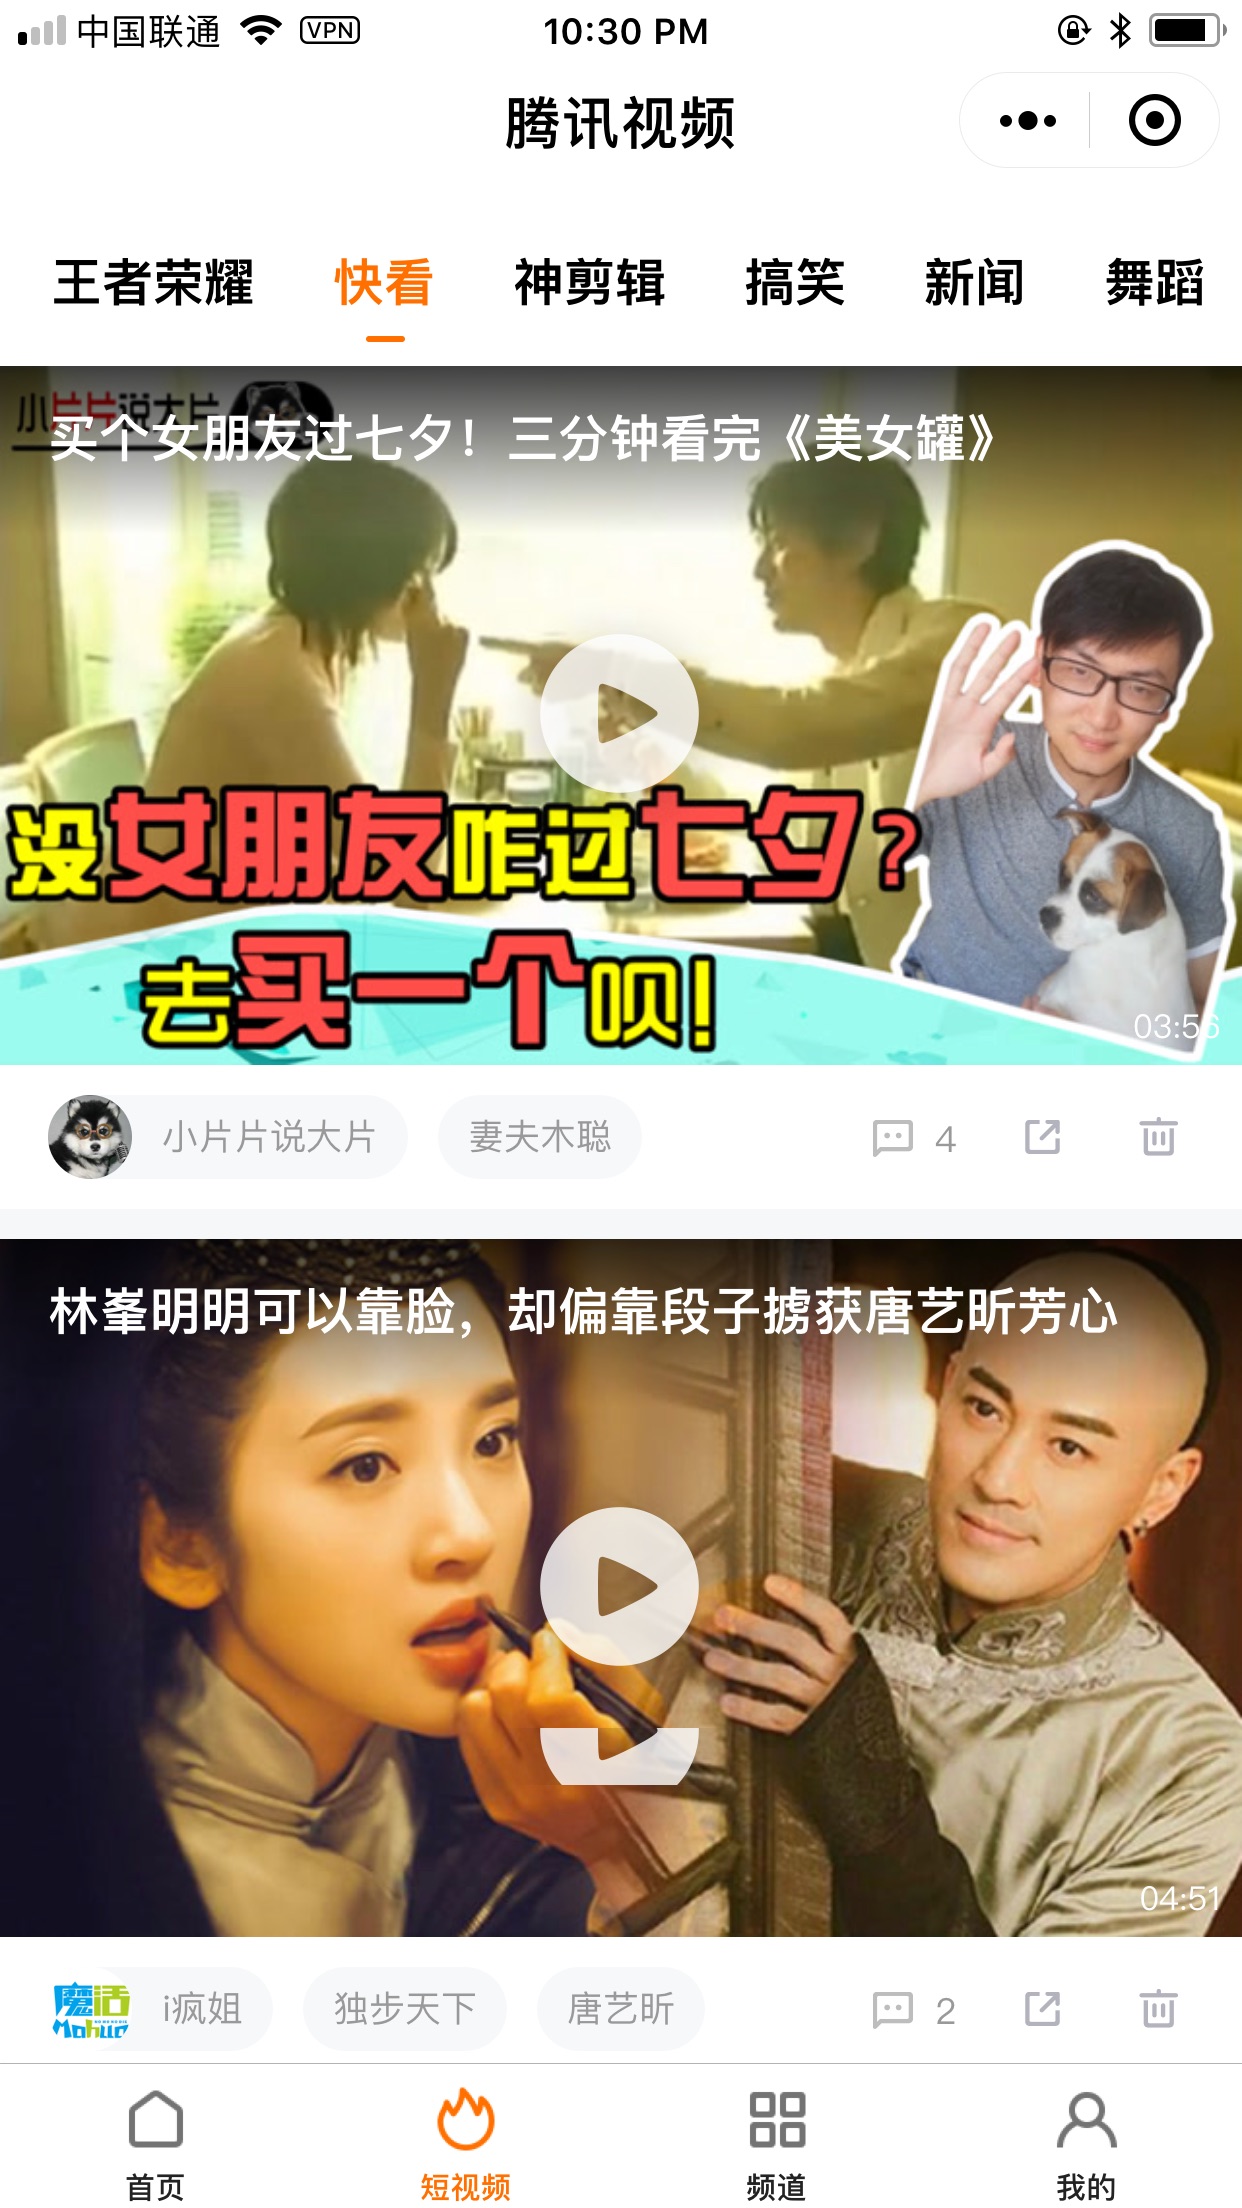 中国联通 VPN 10:30 PM
腾讯视频
王者荣耀 快看 神剪辑 搞笑 新闻 舞蹈
小片片说大片
买个女朋友过七夕！三分钟看完《美女罐》
没女朋友咋过七夕？
去买一个呗！
03:56
小片片说大片 妻夫木聪 4
林峯明明可以靠脸，却偏靠段子掳获唐艺昕芳心
04:51
魔话
Mohua
i疯姐 独步天下 唐艺昕 2
首页 短视频 频道 我的